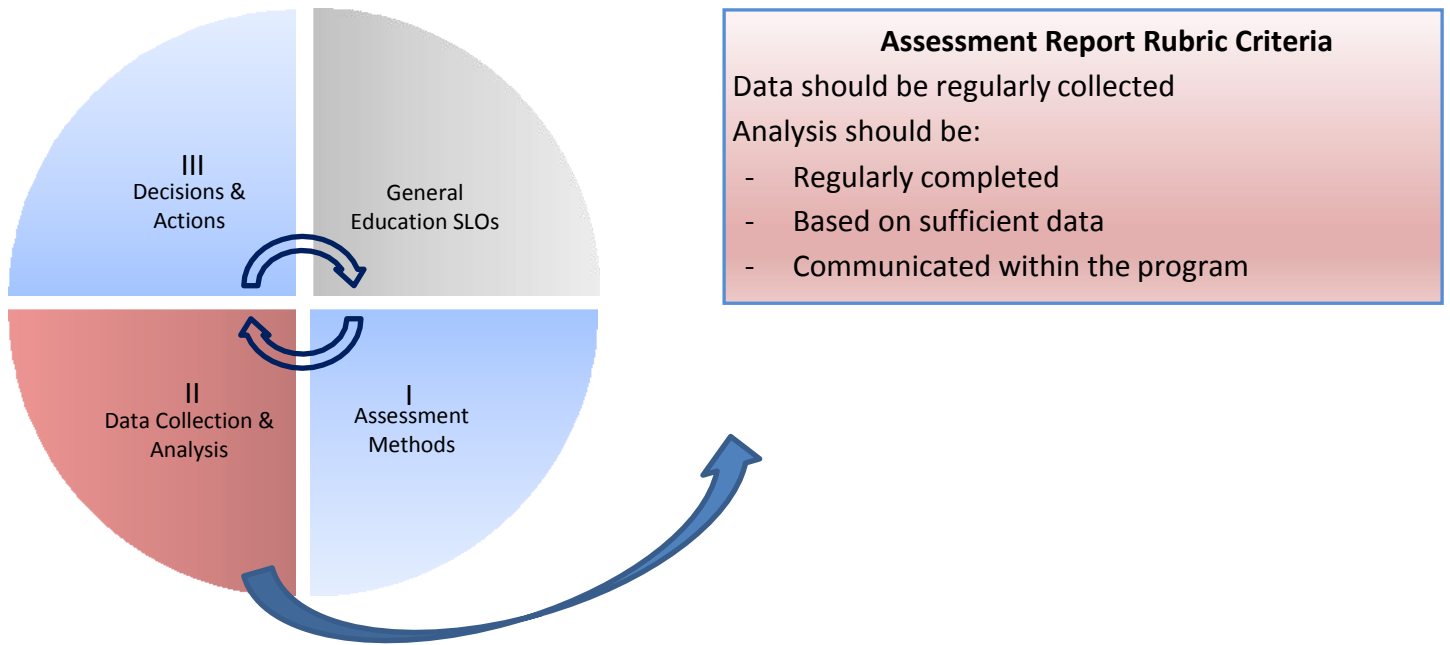 III
Decisions &
Actions
General
Education SLOs
II
Data Collection &
Analysis
I
Assessment
Methods
Assessment Report Rubric Criteria
Data should be regularly collected
Analysis should be:
- Regularly completed
- Based on sufficient data
- Communicated within the program